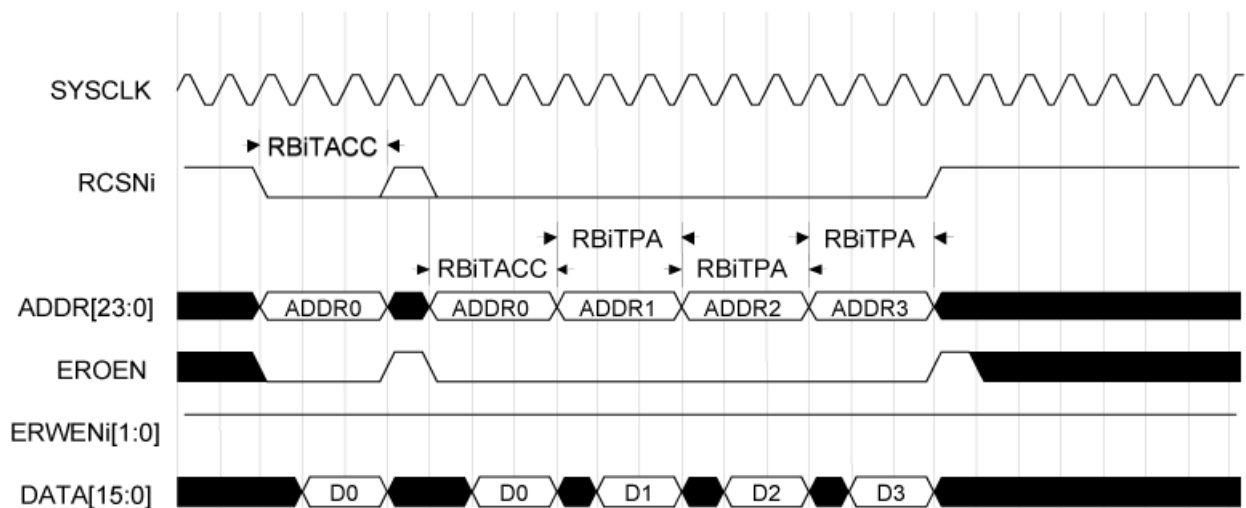 SYSCLK
RBiTACC
RCSNi
RBiTPA RBiTPA
RBiTACC RBiTPA
ADDR[23:0] ADDR0 ADDR0 ADDR1 ADDR2 ADDR3
EROEN
ERWENi[1:0]
DATA[15:0] D0 D0 D1 D2 D3